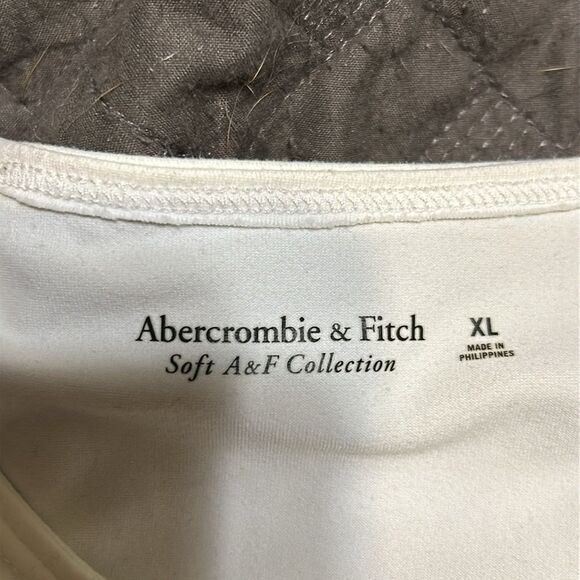 Abercrombie & Fitch
Soft A&F Collection
XL
MADE IN
PHILIPPINES